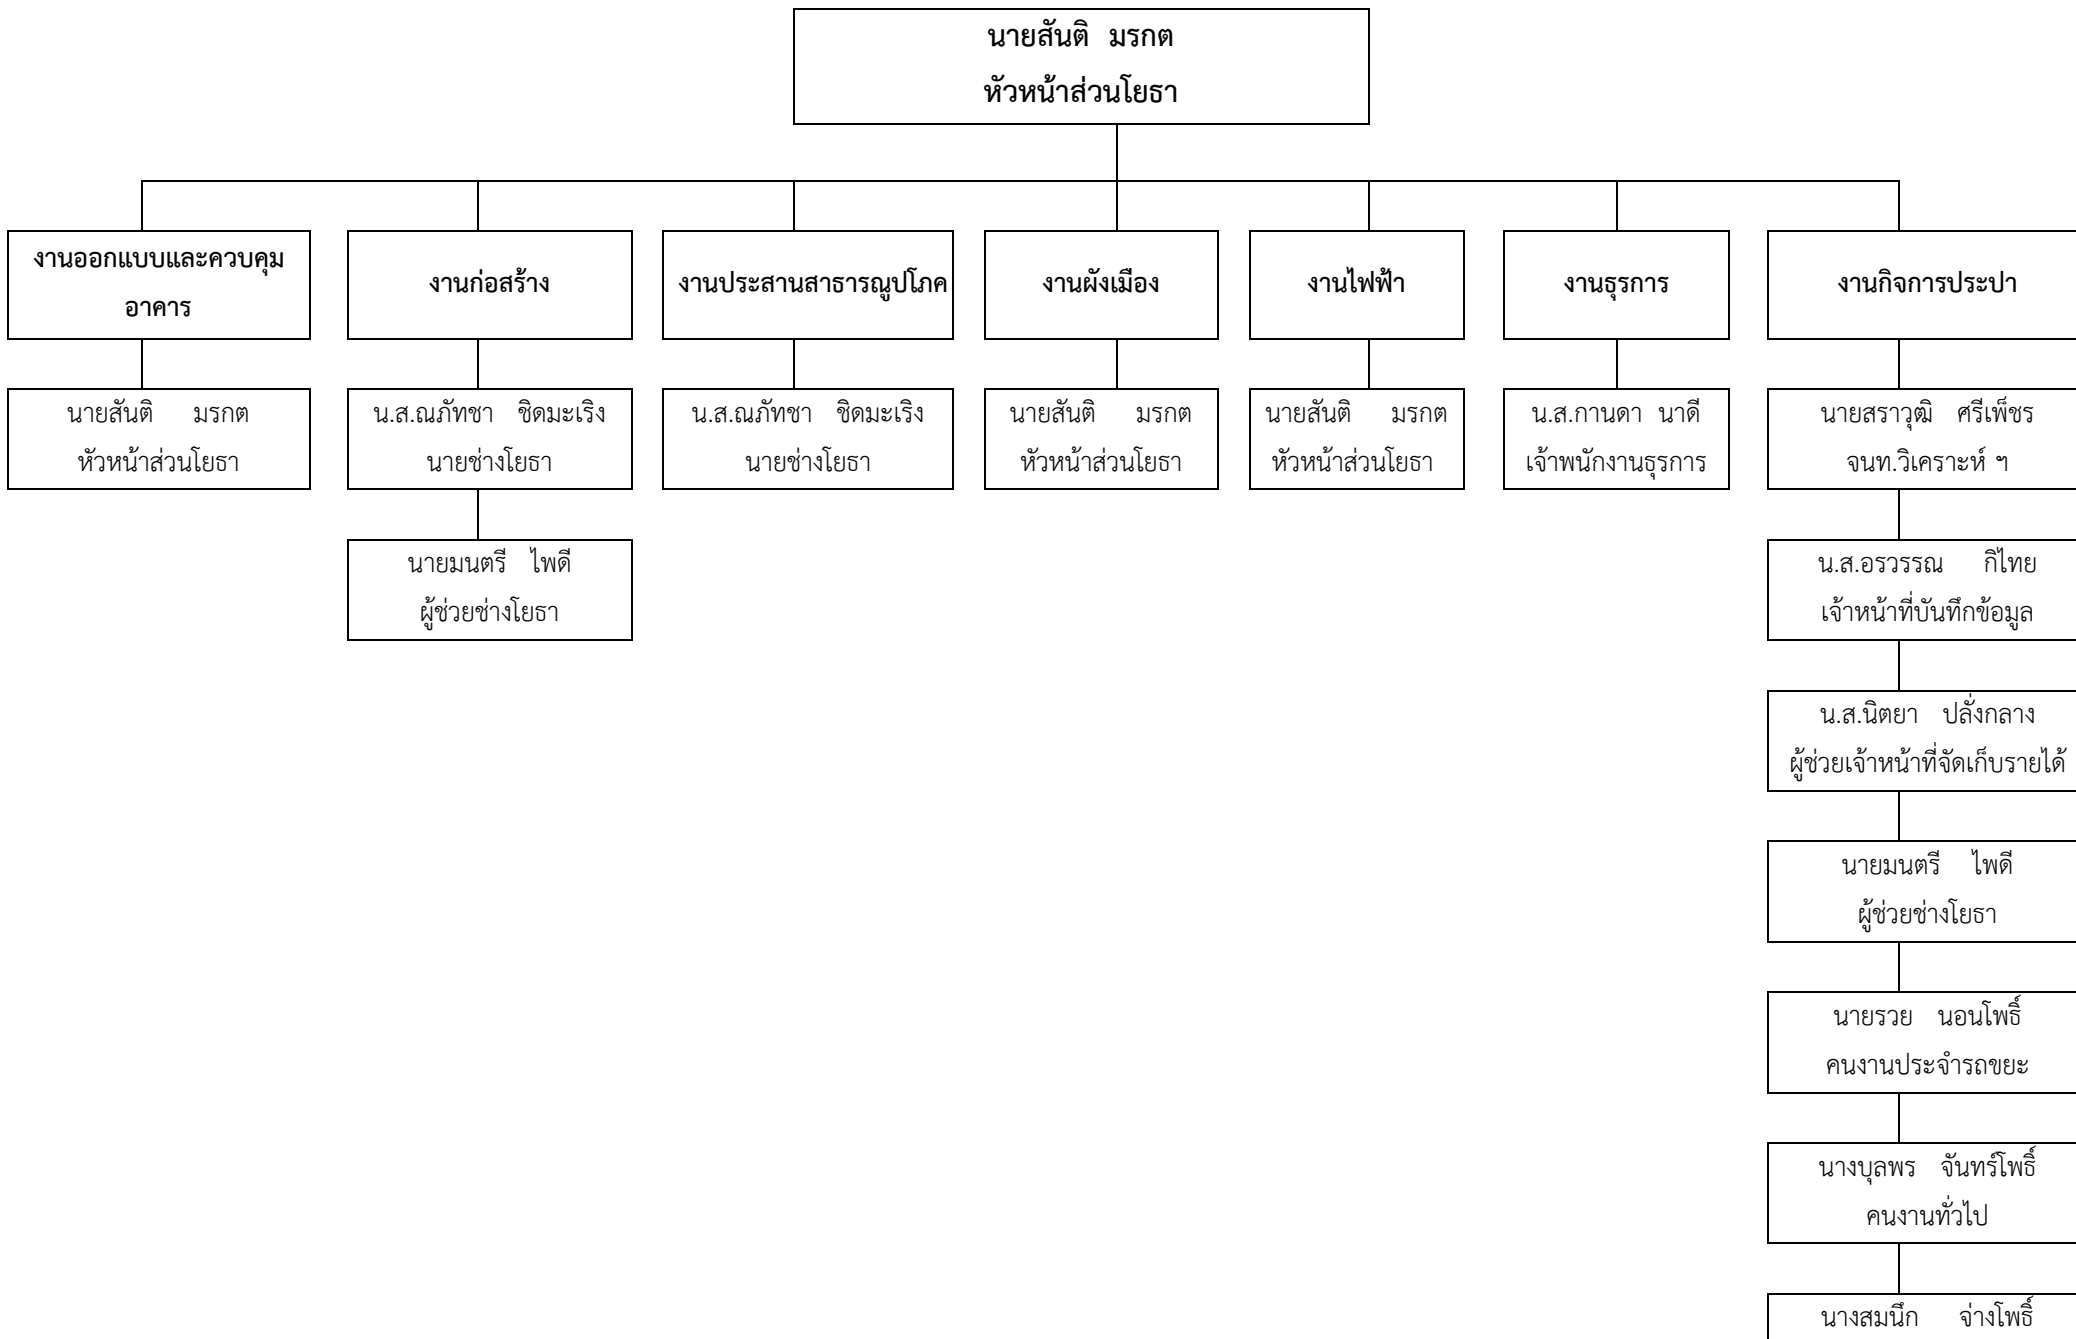 นายสันติ มรกต
หัวหน้าส่วนโยธา
งานออกแบบและควบคุม
อาคาร
นายสันติ มรกต
หัวหน้าส่วนโยธา
งานก่อสร้าง
น.ส.ณภัทชา ชิดมะเริง
นายช่างโยธา
นายมนตรี ไพดี
ผู้ช่วยช่างโยธา
งานประสานสาธารณูปโภค
น.ส.ณภัทชา ชิดมะเริง
นายช่างโยธา
งานผังเมือง
นายสันติ มรกต
หัวหน้าส่วนโยธา
งานไฟฟ้า
นายสันติ มรกต
หัวหน้าส่วนโยธา
งานธุรการ
น.ส.กานดา นาดี
เจ้าพนักงานธุรการ
งานกิจการประปา
นายสราวุฒิ ศรีเพ็ชร
จนท.วิเคราะห์ ฯ
น.ส.อรวรรณ กิไทย
เจ้าหน้าที่บันทึกข้อมูล
น.ส.นิตยา ปลั่งกลาง
ผู้ช่วยเจ้าหน้าที่จัดเก็บรายได้
นายมนตรี ไพดี
ผู้ช่วยช่างโยธา
นายรวย นอนโพธิ์
คนงานประจำรถขยะ
นางบุลพร จันทร์โพธิ์
คนงานทั่วไป
นางสมนึก จ่างโพธิ์